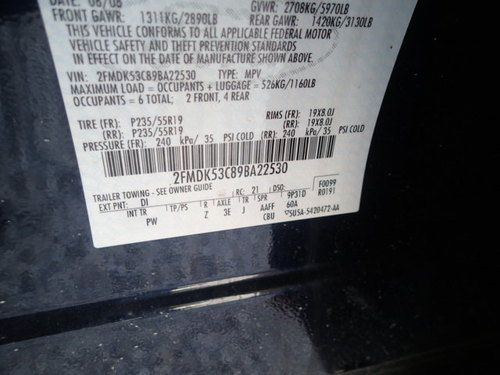 DATE: 08/08 GVWR: 2708KG/5970LB
FRONT GAWR: 1311KG/2890LB REAR GAWR: 1420KG/3130LB
THIS VEHICLE CONFORMS TO ALL APPLICABLE FEDERAL MOTOR
VEHICLE SAFETY AND THEFT PREVENTION STANDARDS
IN EFFECT ON THE DATE OF MANUFACTURE SHOWN ABOVE.
VIN: 2FMDK53C89BA22530 TYPE: MPV
MAXIMUM LOAD = OCCUPANTS + LUGGAGE = 526KG/1160LB
OCCUPANTS = 6 TOTAL; 2 FRONT, 4 REAR
TIRE (FR): P235/55R19 RIMS (FR): 19X8.0J
(RR): P235/55R19 (RR): 19X8.0J
PRESSURE (FR): 240 kPa/ 35 PSI COLD (RR): 240 kPa/ 35 PSI COLD
2FMDK53C89BA22530
TRAILER TOWING - SEE OWNER GUIDE F0099
EXT PNT: DI RC: 21 DSO: R0191
INT TR TP/PS R AXLE TR SPR 9P31D
PW Z 3E J AAFF 60A
CBU 5U5A-5420472-AA